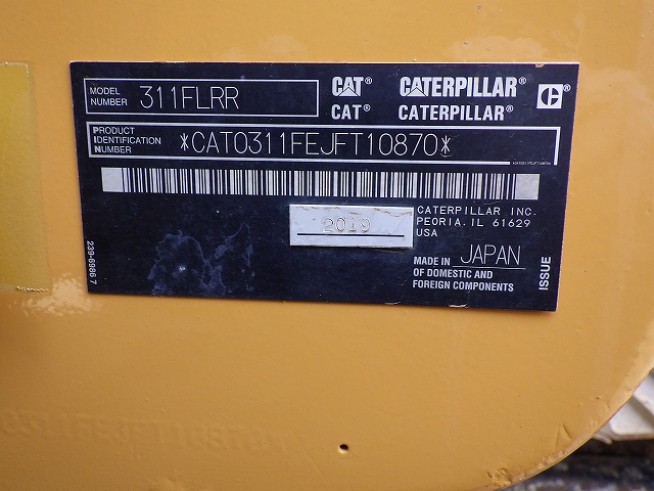 MODEL NUMBER 311FLRR
CAT® CATERPILLAR®
CAT® CATERPILLAR®
C
PRODUCT IDENTIFICATION NUMBER *CAT0311FEJFT10870*
2019
CATERPILLAR INC.
PEORIA, IL 61629
USA
MADE IN JAPAN
OF DOMESTIC AND
FOREIGN COMPONENTS
ISSUE
239-6986 7
0311FEJFT10870